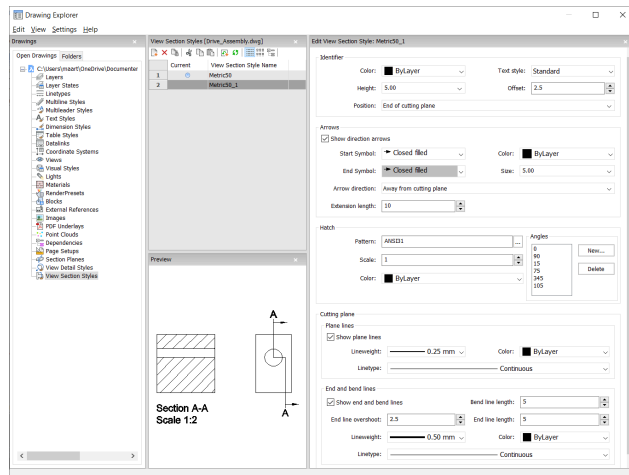 Drawing Explorer
Edit View Settings Help
Drawings
Open Drawings Folders
C:\Users\maart\OneDrive\Documenter
Layers
Layer States
Linetypes
Multiline Styles
Multileader Styles
Text Styles
Dimension Styles
Table Styles
Datalinks
Coordinate Systems
Views
Visual Styles
Lights
Materials
RenderPresets
Blocks
External References
Images
PDF Underlays
Point Clouds
Dependencies
Page Setups
Section Planes
View Detail Styles
View Section Styles
View Section Styles [Drive_Assembly.dwg]
Current View Section Style Name
1 Metric50
2 Metric50_1
Preview
A
A
Section A-A
Scale 1:2
Edit View Section Style: Metric50_1
Identifier
Color: ByLayer Text style: Standard
Height: 5.00 Offset: 2.5
Position: End of cutting plane
Arrows
Show direction arrows
Start Symbol: Closed filled Color: ByLayer
End Symbol: Closed filled Size: 5.00
Arrow direction: Away from cutting plane
Extension length: 10
Hatch
Pattern: ANSI31 ...
Scale: 1
Color: ByLayer
Angles
0
90
15
75
345
105
New...
Delete
Cutting plane
Plane lines
Show plane lines
Lineweight: 0.25 mm Color: ByLayer
Linetype: Continuous
End and bend lines
Show end and bend lines Bend line length: 5
End line overshoot: 2.5 End line length: 5
Lineweight: 0.50 mm Color: ByLayer
Linetype: Continuous